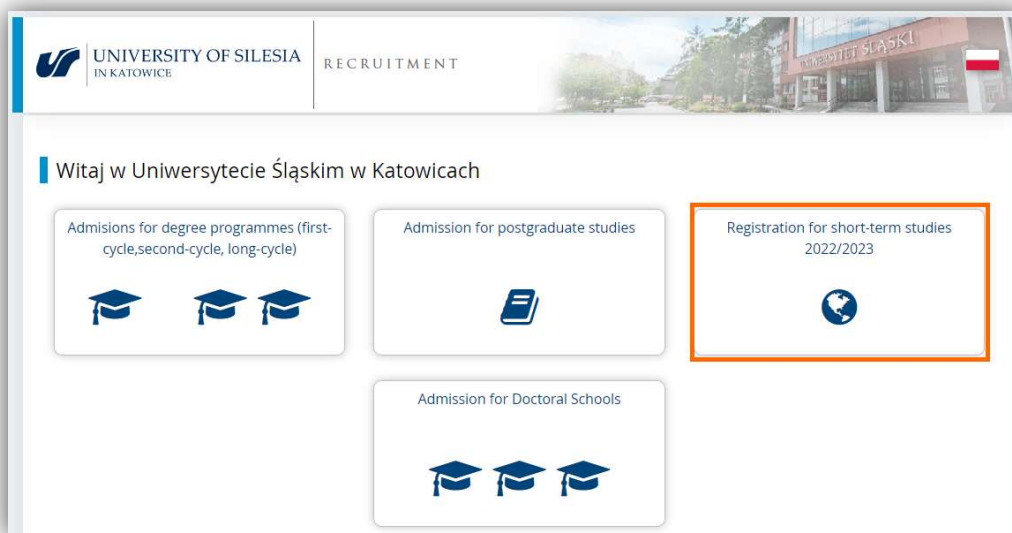 UNIVERSITY OF SILESIA
IN KATOWICE
RECRUITMENT
UNIWERSYTET ŚLĄSKI
Witaj w Uniwersytecie Śląskim w Katowicach
Admisions for degree programmes (first-
cycle,second-cycle, long-cycle)
Admission for postgraduate studies
Registration for short-term studies
2022/2023
Admission for Doctoral Schools